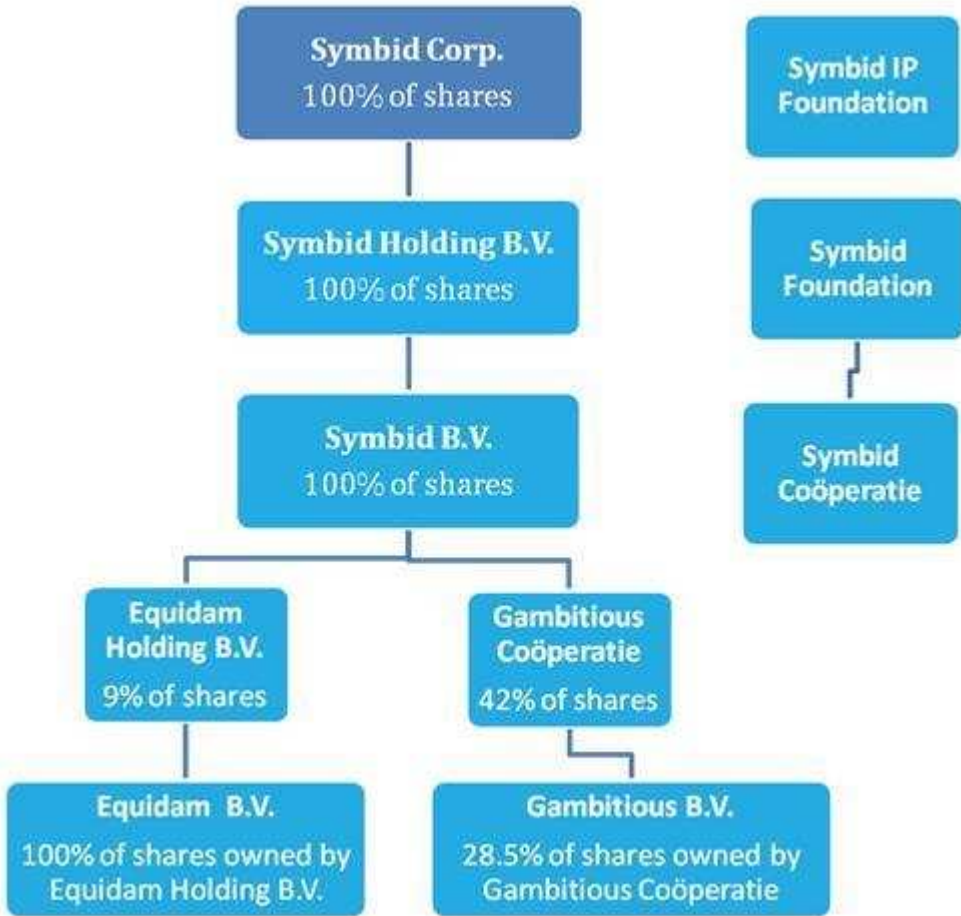 Symbid Corp.
100% of shares
Symbid IP
Foundation
Symbid Holding B.V.
100% of shares
Symbid
Foundation
Symbid B.V.
100% of shares
Symbid
Coöperatie
Equidam
Holding B.V.
9% of shares
Gambitious
Coöperatie
42% of shares
Equidam B.V.
100% of shares owned by
Equidam Holding B.V.
Gambitious B.V.
28.5% of shares owned by
Gambitious Coöperatie